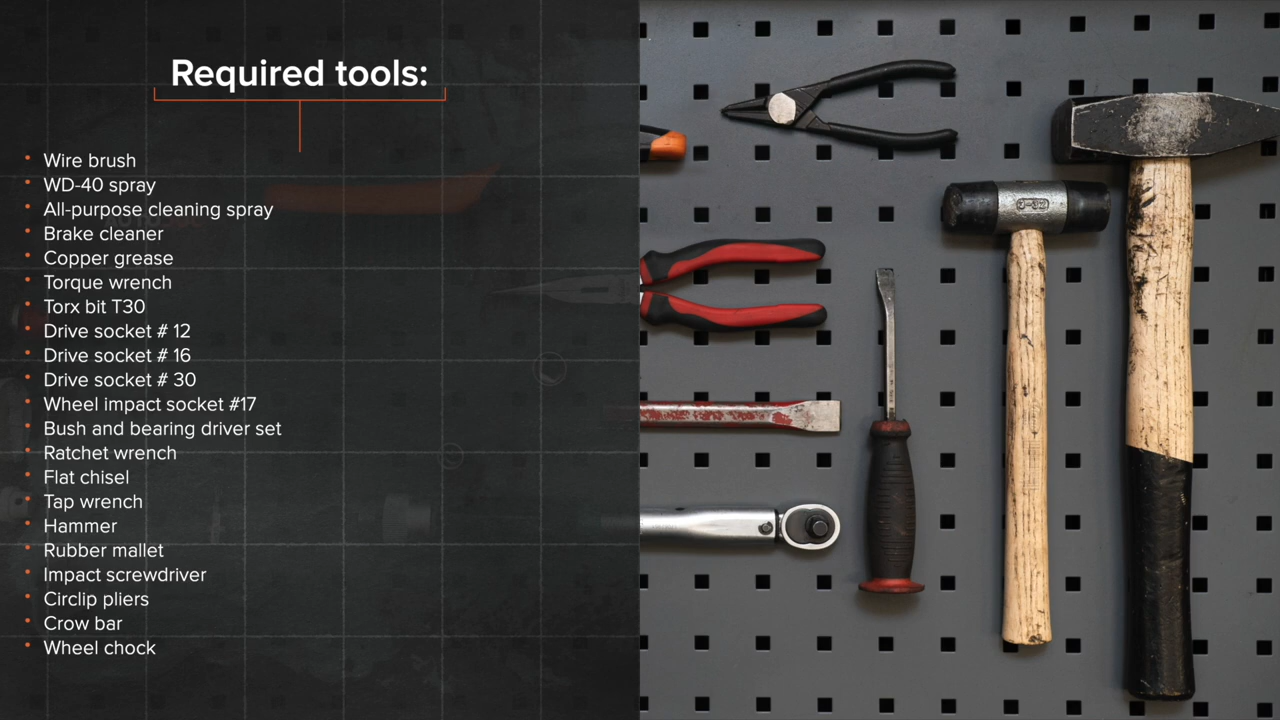 Required tools:
Wire brush
WD-40 spray
All-purpose cleaning spray
Brake cleaner
Copper grease
Torque wrench
Torx bit T30
Drive socket # 12
Drive socket # 16
Drive socket # 30
Wheel impact socket #17
Bush and bearing driver set
Ratchet wrench
Flat chisel
Tap wrench
Hammer
Rubber mallet
Impact screwdriver
Circlip pliers
Crow bar
Wheel chock